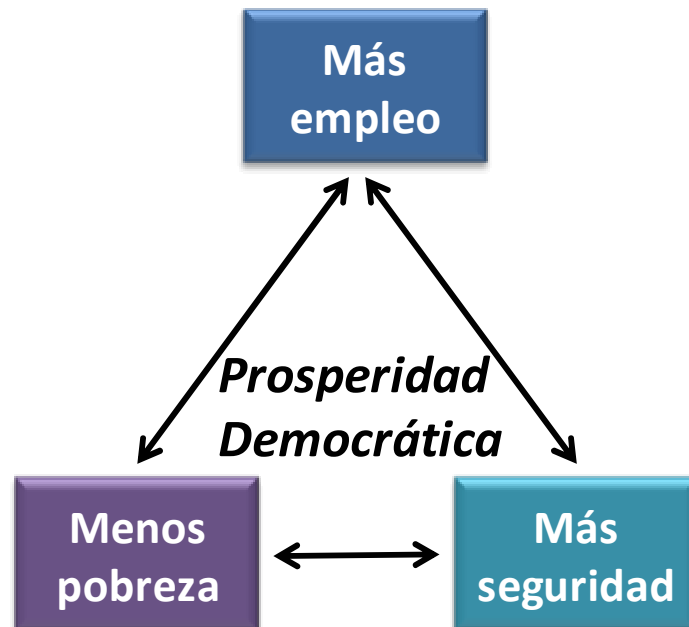 Más
empleo
Prosperidad
Democrática
Menos
pobreza
Más
seguridad